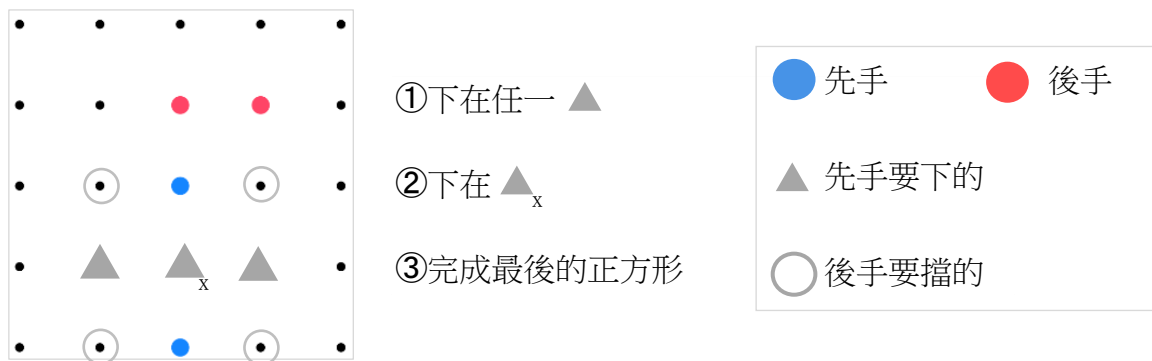 ①下在任一
②下在 x
③完成最後的正方形
x
先手 後手
先手要下的
後手要擋的